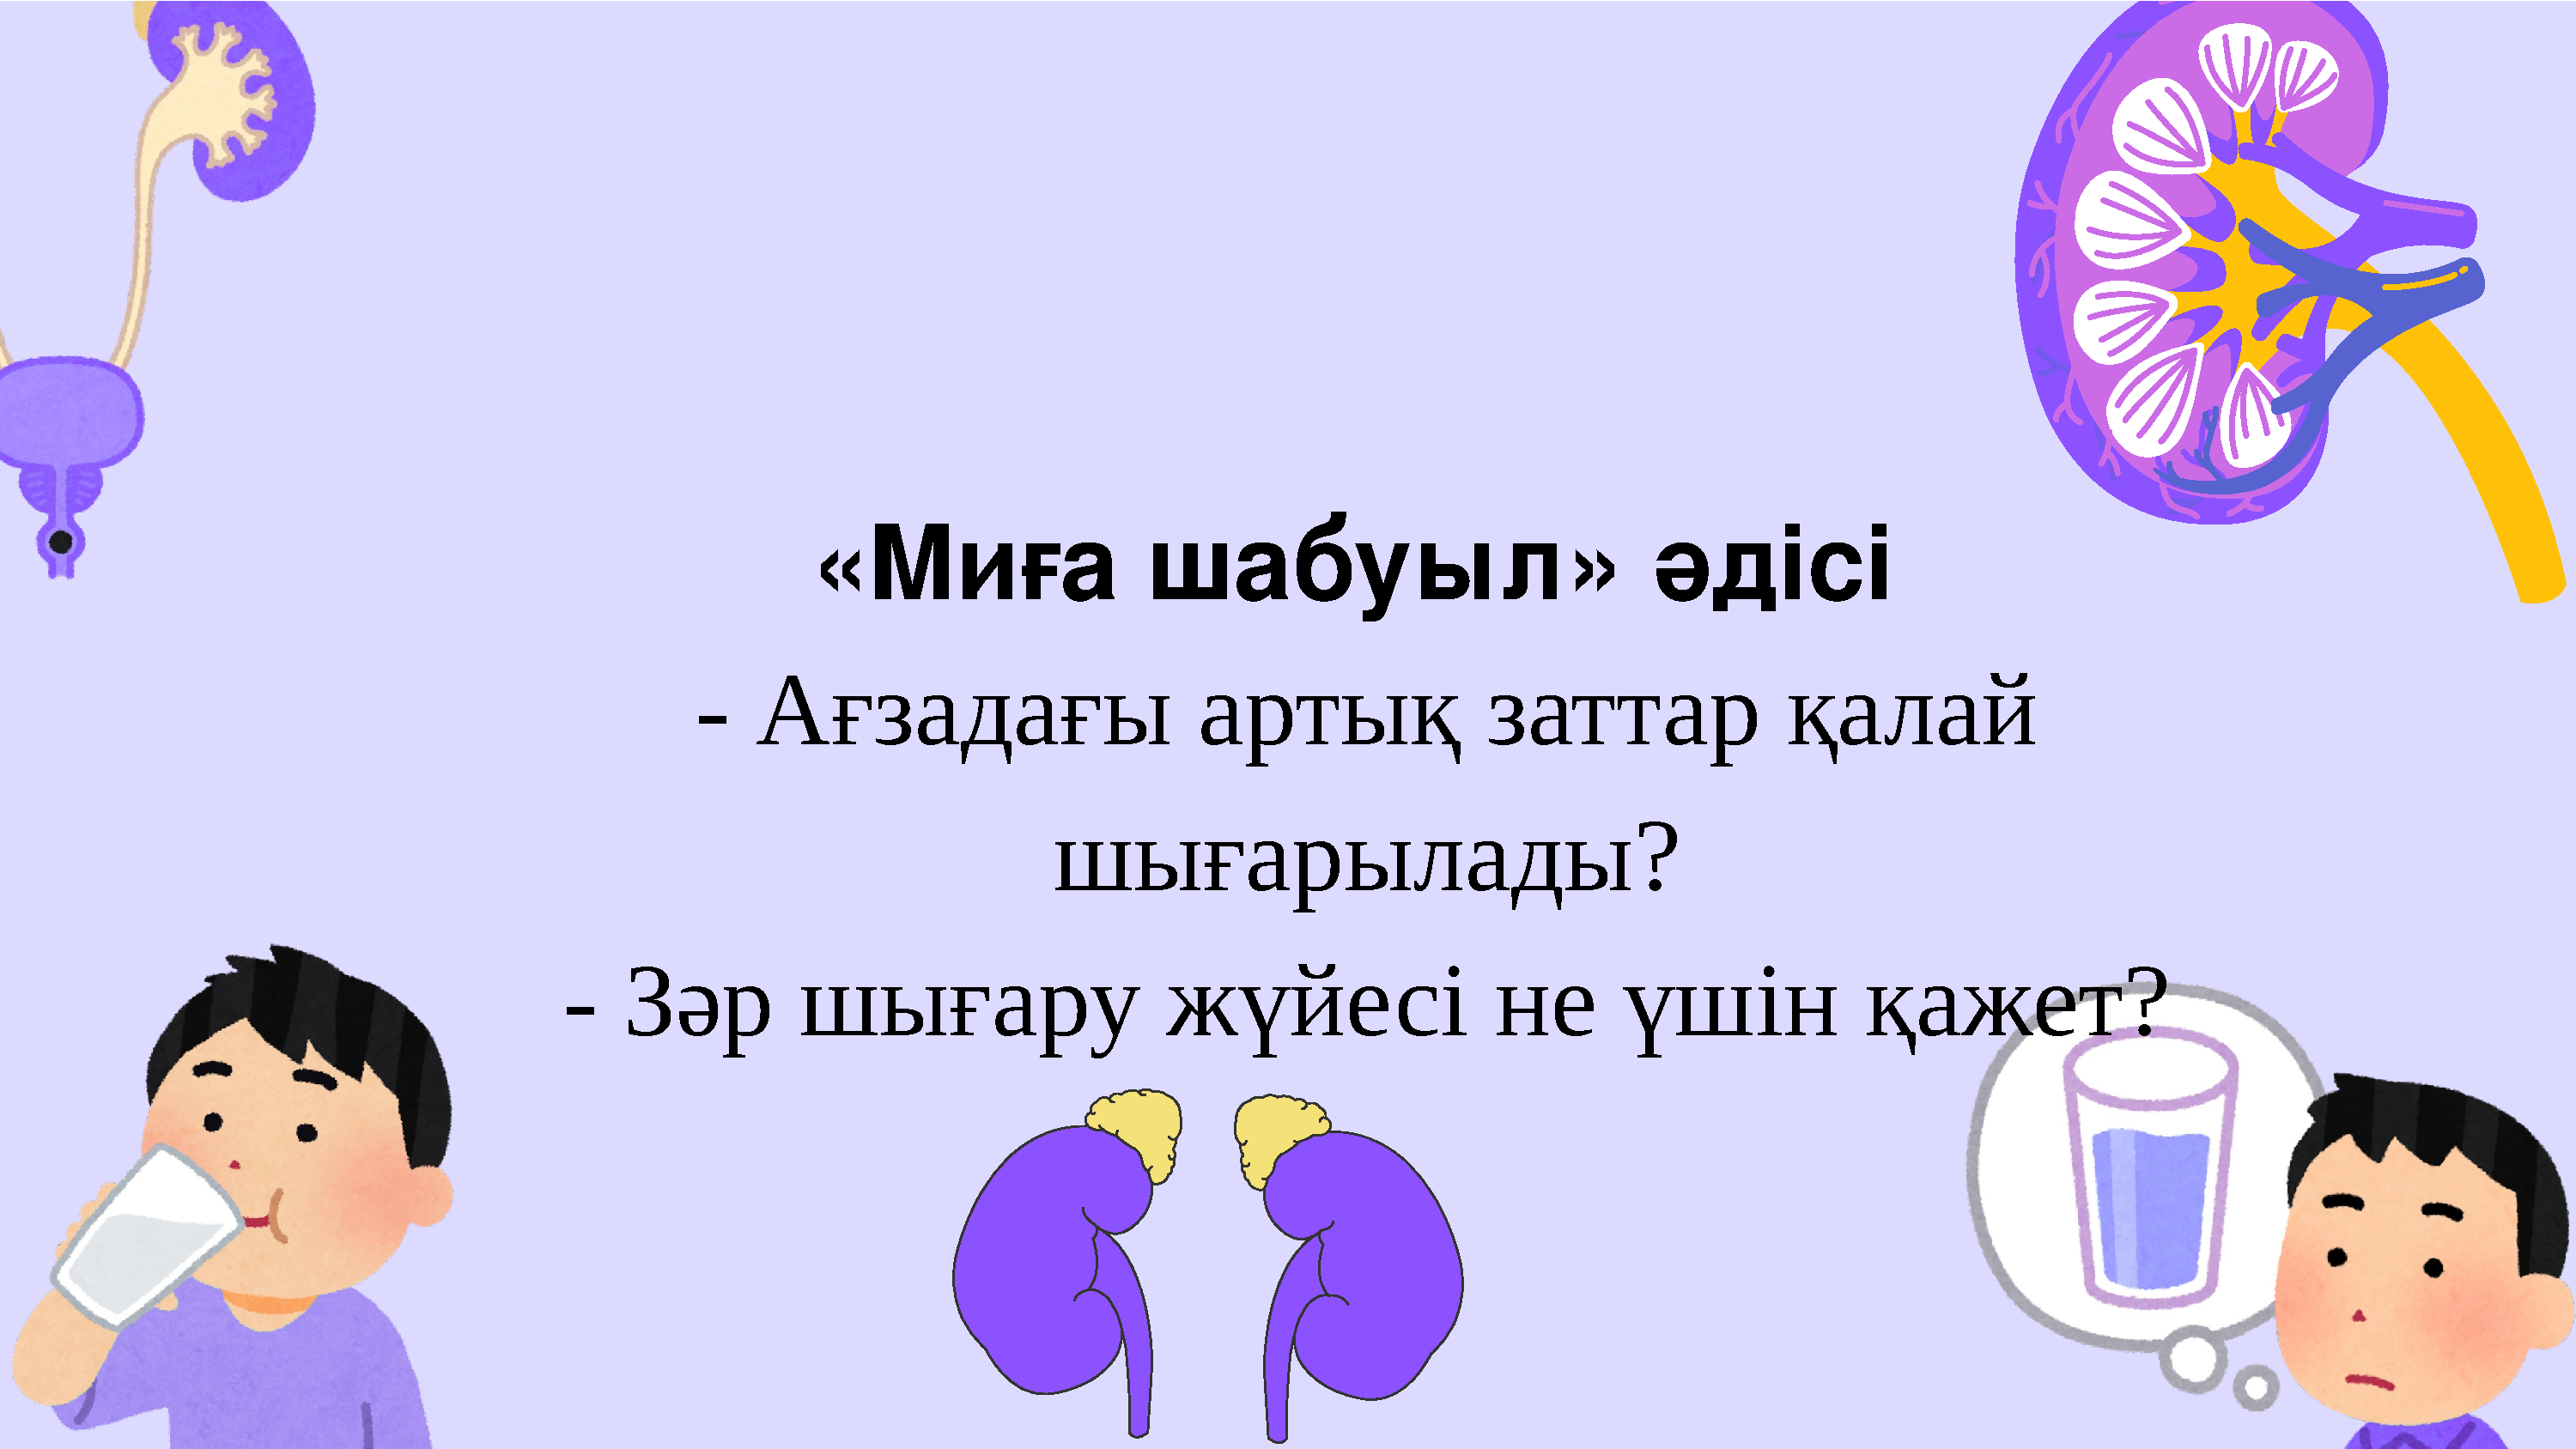 «Миға шабуыл» әдісі
- Ағзадағы артық заттар қалай
шығарылады?
- Зәр шығару жүйесі не үшін қажет?